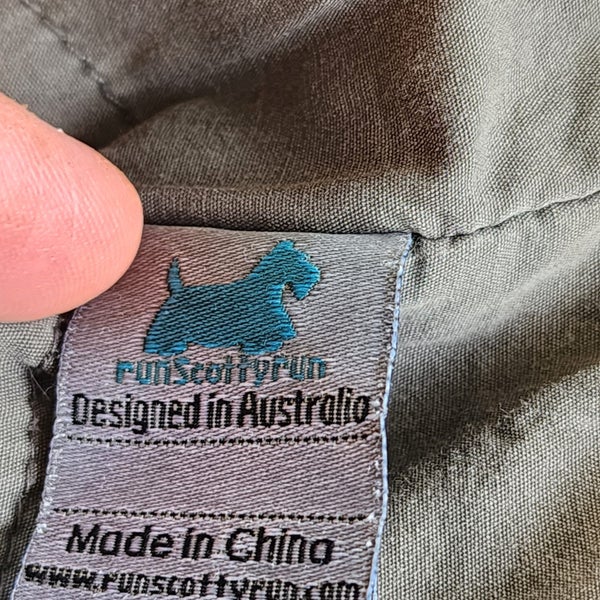 runScottyrun
Designed in Australia
Made in China
www.runscottyrun.com